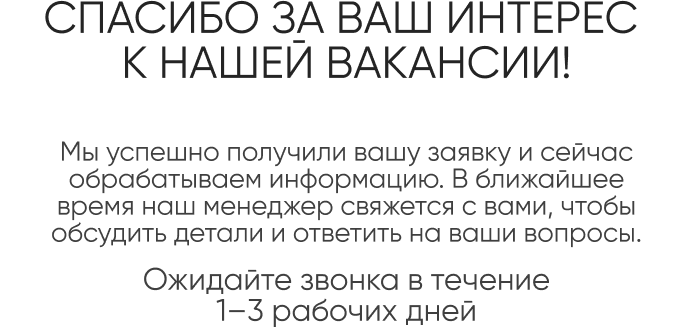 СПАСИБО ЗА ВАШ ИНТЕРЕС
К НАШЕЙ ВАКАНСИИ!
Мы успешно получили вашу заявку и сейчас
обрабатываем информацию. В ближайшее
время наш менеджер свяжется с вами, чтобы
обсудить детали и ответить на ваши вопросы.
Ожидайте звонка в течение
1–3 рабочих дней